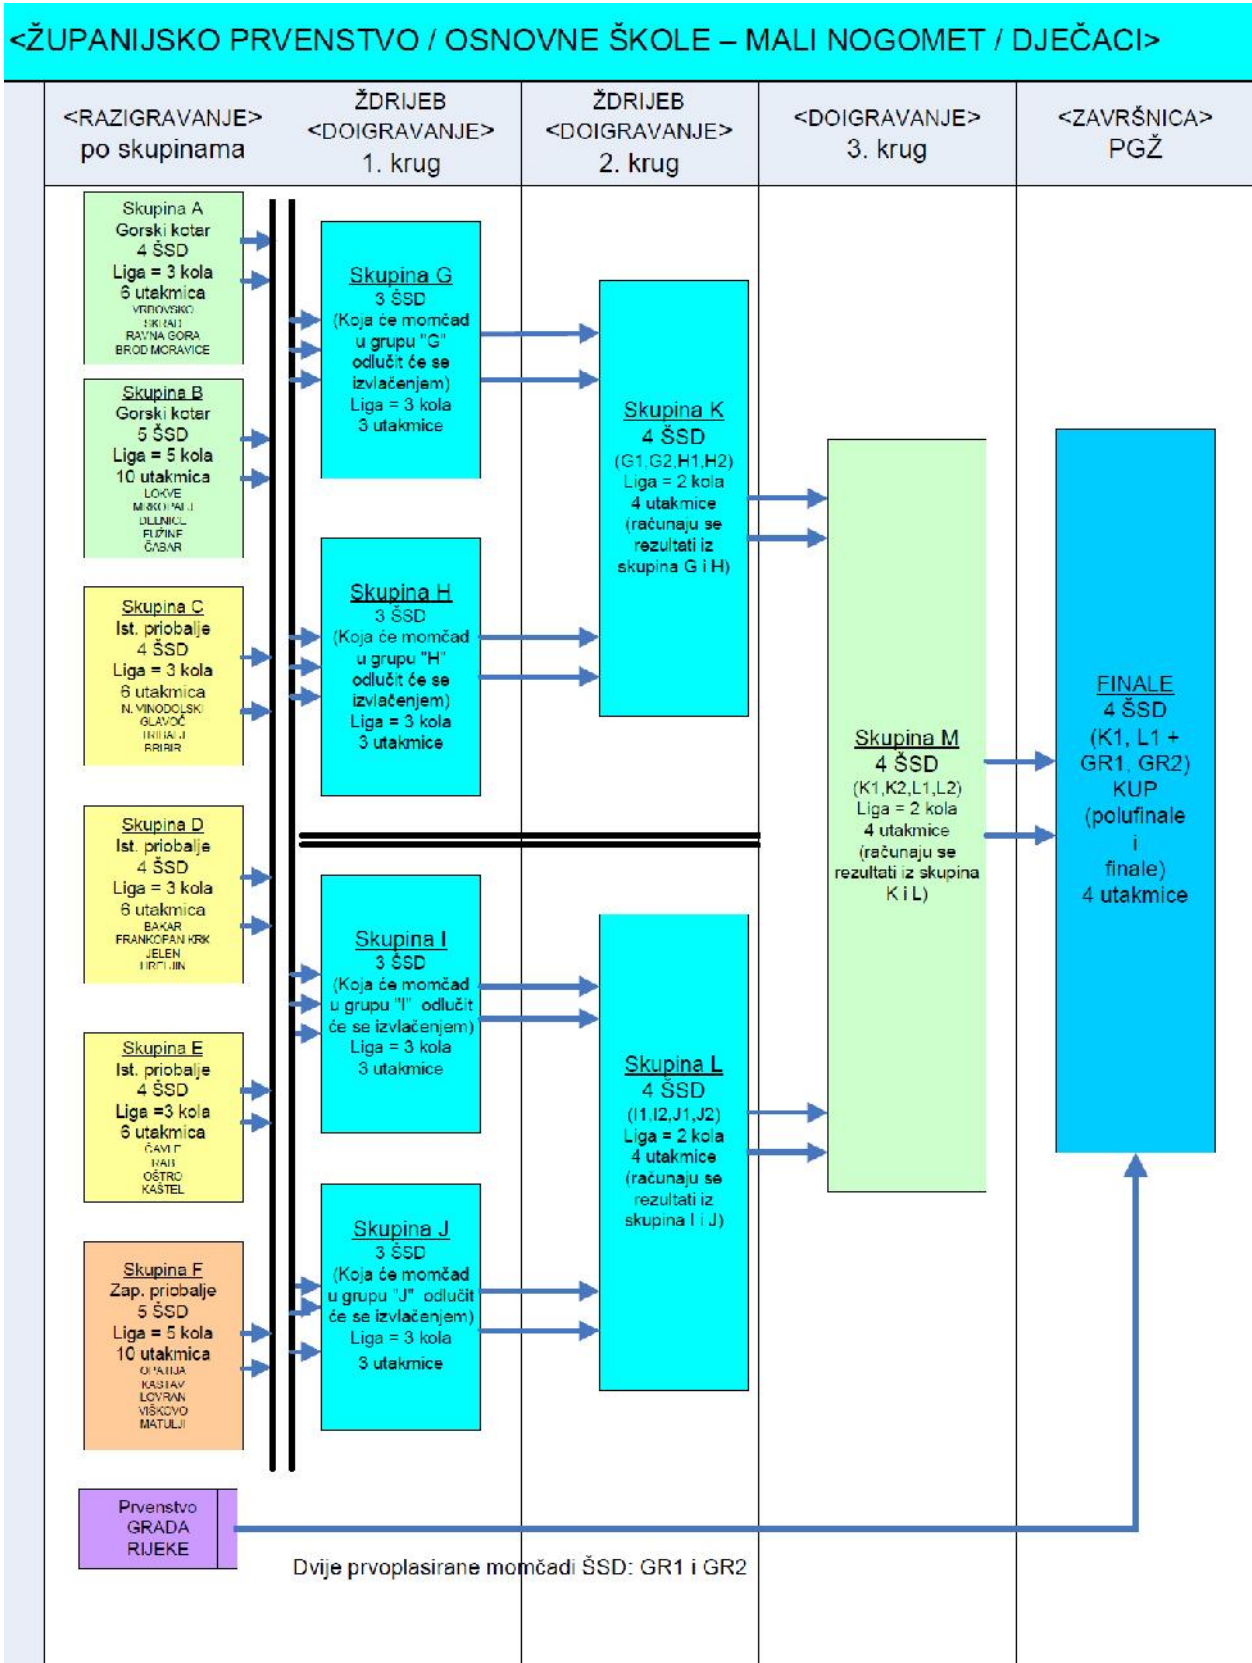 <ŽUPANIJSKO PRVENSTVO / OSNOVNE ŠKOLE – MALI NOGOMET / DJEČACI>
<RAZIGRAVANJE>
po skupinama
ŽDRIJEB
<DOIGRAVANJE>
1. krug
ŽDRIJEB
<DOIGRAVANJE>
2. krug
<DOIGRAVANJE>
3. krug
<ZAVRŠNICA>
PGŽ
Skupina A
Gorski kotar
4 ŠSD
Liga = 3 kola
6 utakmica
VRBOVSKO
SKRAD
RAVNA GORA
BROD MORAVICE
Skupina B
Gorski kotar
5 ŠSD
Liga = 5 kola
10 utakmica
LOKVE
MRKOPALJ
DELNICE
FUŽINE
ČABAR
Skupina C
Ist. priobalje
4 ŠSD
Liga = 3 kola
6 utakmica
N. VINODOLSKI
GLAVOČ
TRIBALJ
BRIBIR
Skupina D
Ist. priobalje
4 ŠSD
Liga = 3 kola
6 utakmica
BAKAR
FRANKOPAN KRK
JELEN
HRELJIN
Skupina E
Ist. priobalje
4 ŠSD
Liga =3 kola
6 utakmica
ČAVLE
RAB
OŠTRO
KAŠTEL
Skupina F
Zap. priobalje
5 ŠSD
Liga = 5 kola
10 utakmica
OPATIJA
KASTAV
LOVRAN
VIŠKOVO
MATULJI
Prvenstvo
GRADA
RIJEKE
Skupina G
3 ŠSD
(Koja će momčad
u grupu "G"
odlučit će se
izvlačenjem)
Liga = 3 kola
3 utakmice
Skupina H
3 ŠSD
(Koja će momčad
u grupu "H"
odlučit će se
izvlačenjem)
Liga = 3 kola
3 utakmice
Skupina I
3 ŠSD
(Koja će momčad
u grupu "I" odlučit
će se izvlačenjem)
Liga = 3 kola
3 utakmice
Skupina J
3 ŠSD
(Koja će momčad
u grupu "J" odlučit
će se izvlačenjem)
Liga = 3 kola
3 utakmice
Skupina K
4 ŠSD
(G1,G2,H1,H2)
Liga = 2 kola
4 utakmice
(računaju se
rezultati iz
skupina G i H)
Skupina L
4 ŠSD
(I1,I2,J1,J2)
Liga = 2 kola
4 utakmice
(računaju se
rezultati iz
skupina I i J)
Skupina M
4 ŠSD
(K1,K2,L1,L2)
Liga = 2 kola
4 utakmice
(računaju se
rezultati iz skupina
K i L)
FINALE
4 ŠSD
(K1, L1 +
GR1, GR2)
KUP
(polufinale
i
finale)
4 utakmice
Dvije prvoplasirane momčadi ŠSD: GR1 i GR2